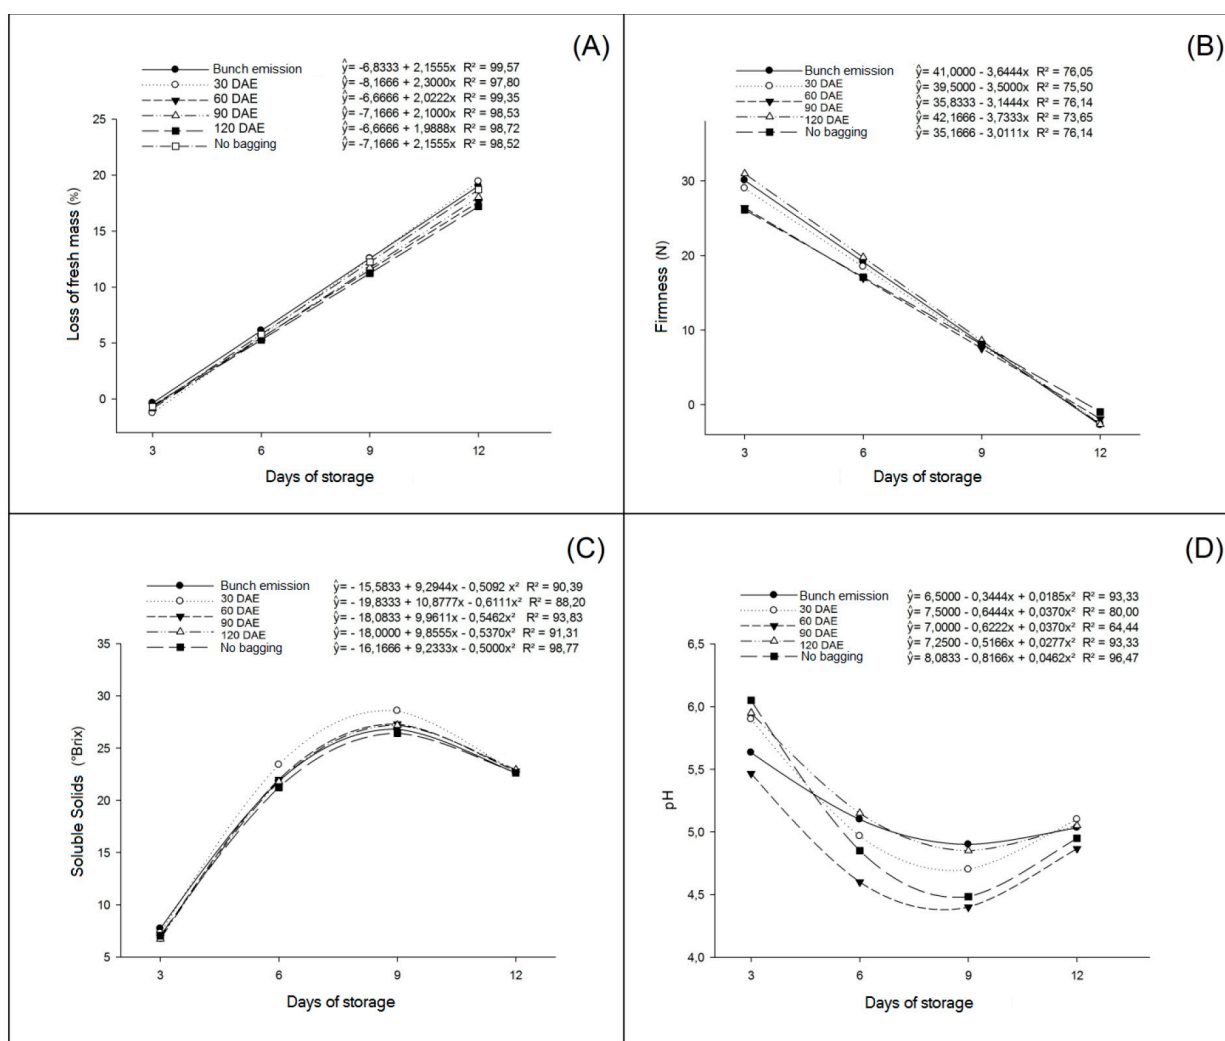 (A)
Bunch emission ŷ= -6,8333 + 2,1555x R² = 99,57
30 DAE ŷ= -8,1666 + 2,3000x R² = 97,80
60 DAE ŷ= -6,6666 + 2,0222x R² = 99,35
90 DAE ŷ= -7,1666 + 2,1000x R² = 98,53
120 DAE ŷ= -6,6666 + 1,9888x R² = 98,72
No bagging ŷ= -7,1666 + 2,1555x R² = 98,52
Loss of fresh mass (%)
25
20
15
10
5
0
3 6 9 12
Days of storage
(B)
Bunch emission ŷ= 41,0000 - 3,6444x R² = 76,05
30 DAE ŷ= 39,5000 - 3,5000x R² = 75,50
60 DAE ŷ= 35,8333 - 3,1444x R² = 76,14
90 DAE ŷ= 42,1666 - 3,7333x R² = 73,65
120 DAE ŷ= 35,1666 - 3,0111x R² = 76,14
No bagging
Firmness (N)
30
20
10
0
3 6 9 12
Days of storage
(C)
Bunch emission ŷ= - 15,5833 + 9,2944x - 0,5092 x² R² = 90,39
30 DAE ŷ= - 19,8333 + 10,8777x - 0,6111x² R² = 88,20
60 DAE ŷ= - 18,0833 + 9,9611x - 0,5462x² R² = 93,83
90 DAE ŷ= - 18,0000 + 9,8555x - 0,5370x² R² = 91,31
120 DAE ŷ= - 16,1666 + 9,2333x - 0,5000x² R² = 98,77
No bagging
Soluble Solids (°Brix)
35
30
25
20
15
10
5
3 6 9 12
Days of storage
(D)
Bunch emission ŷ= 6,5000 - 0,3444x + 0,0185x² R² = 93,33
30 DAE ŷ= 7,5000 - 0,6444x + 0,0370x² R² = 80,00
60 DAE ŷ= 7,0000 - 0,6222x + 0,0370x² R² = 64,44
90 DAE ŷ= 7,2500 - 0,5166x + 0,0277x² R² = 93,33
120 DAE ŷ= 8,0833 - 0,8166x + 0,0462x² R² = 96,47
No bagging
pH
6,5
6,0
5,5
5,0
4,5
4,0
3 6 9 12
Days of storage